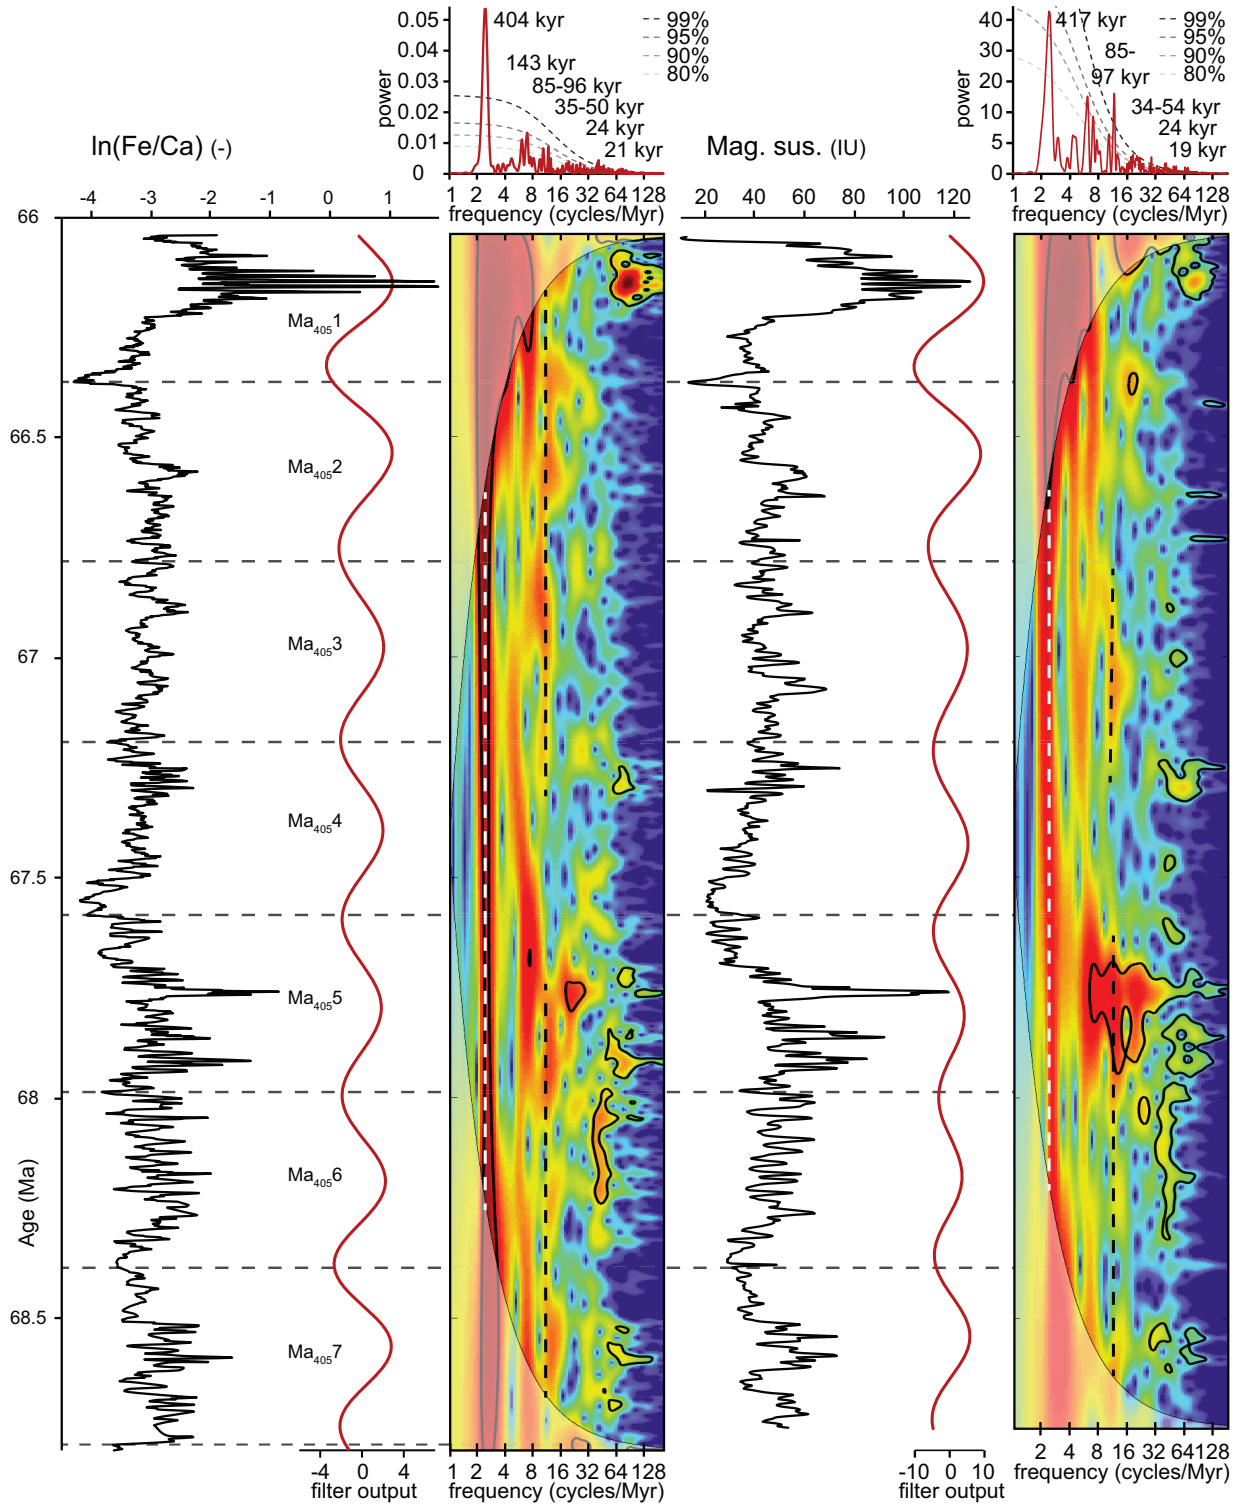 0.05
0.04
0.03
0.02
0.01
0
power
404 kyr
143 kyr
85-96 kyr
35-50 kyr
24 kyr
21 kyr
99%
95%
90%
80%
1 2 4 8 16 32 64 128
frequency (cycles/Myr)
40
30
20
10
5
0
power
417 kyr
85-
97 kyr
34-54 kyr
24 kyr
19 kyr
99%
95%
90%
80%
1 2 4 8 16 32 64 128
frequency (cycles/Myr)
ln(Fe/Ca) (-)
-4 -3 -2 -1 0 1
Mag. sus. (IU)
20 40 60 80 100 120
66
66.5
67
67.5
68
68.5
Age (Ma)
Ma4051
Ma4052
Ma4053
Ma4054
Ma4055
Ma4056
Ma4057
-4 0 4
filter output
1 2 4 8 16 32 64 128
frequency (cycles/Myr)
-10 0 10
filter output
2 4 8 16 32 64 128
frequency (cycles/Myr)